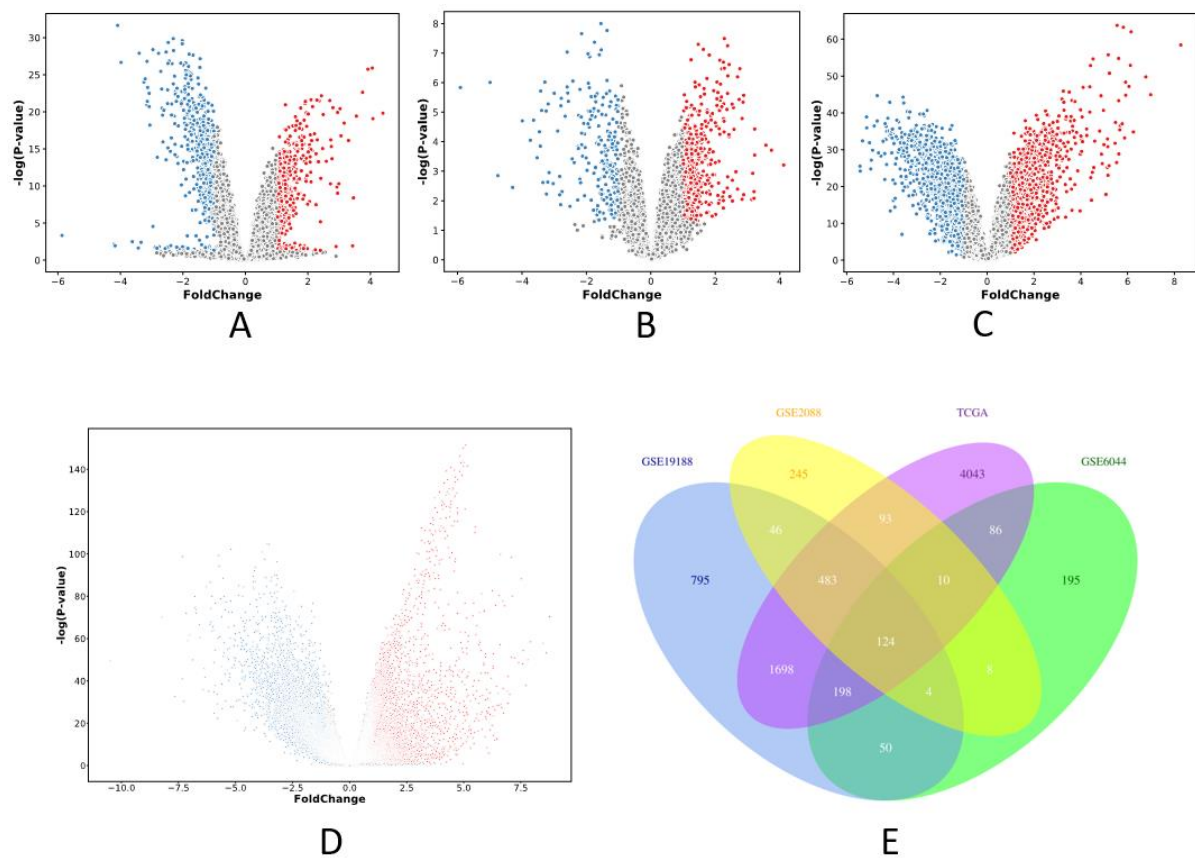 30
25
20
15
10
5
0
-log(P-value)
−6 −4 −2 0 2 4
FoldChange
A
8
7
6
5
4
3
2
1
0
-log(P-value)
−6 −4 −2 0 2 4
FoldChange
B
60
50
40
30
20
10
0
-log(P-value)
−6 −4 −2 0 2 4 6 8
FoldChange
C
140
120
100
80
60
40
20
0
-log(P-value)
−10.0 −7.5 −5.0 −2.5 0.0 2.5 5.0 7.5
FoldChange
D
GSE2088 TCGA
GSE19188 GSE6044
245 4043
46 93 86
795 483 10 195
124
1698 198 4 8
50
E